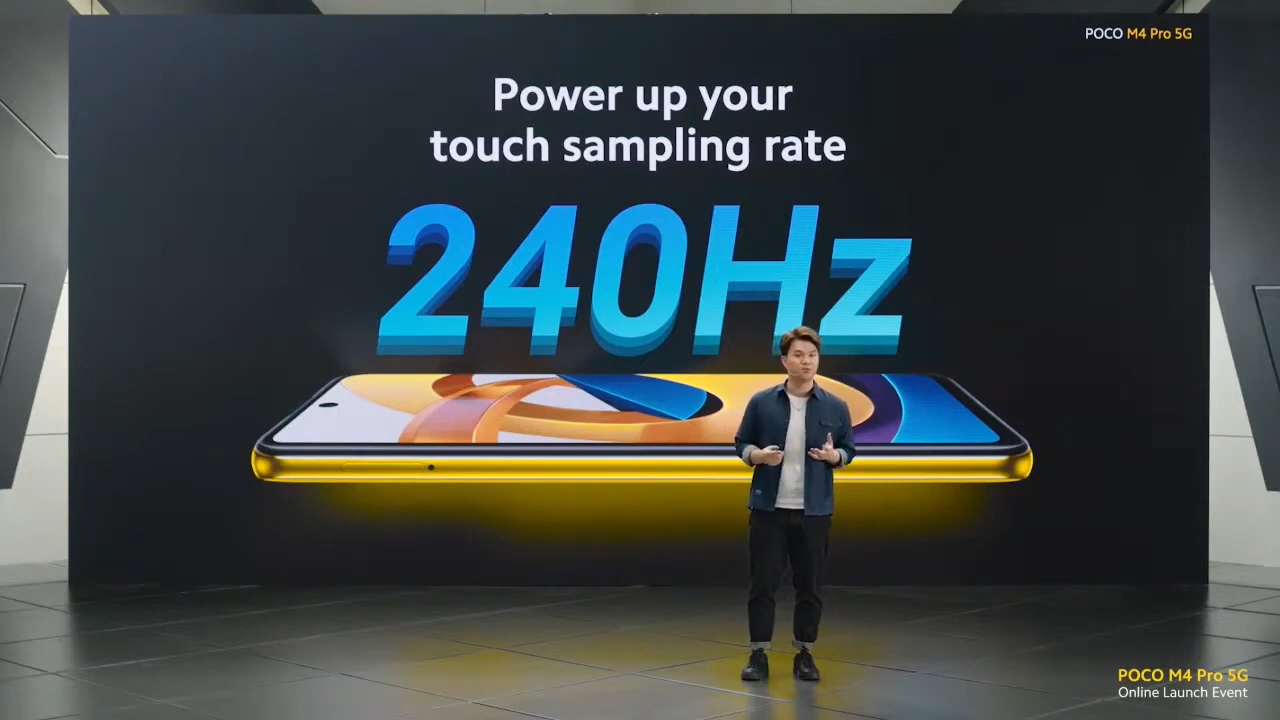 POCO M4 Pro 5G
Power up your
touch sampling rate
240Hz
POCO M4 Pro 5G
Online Launch Event